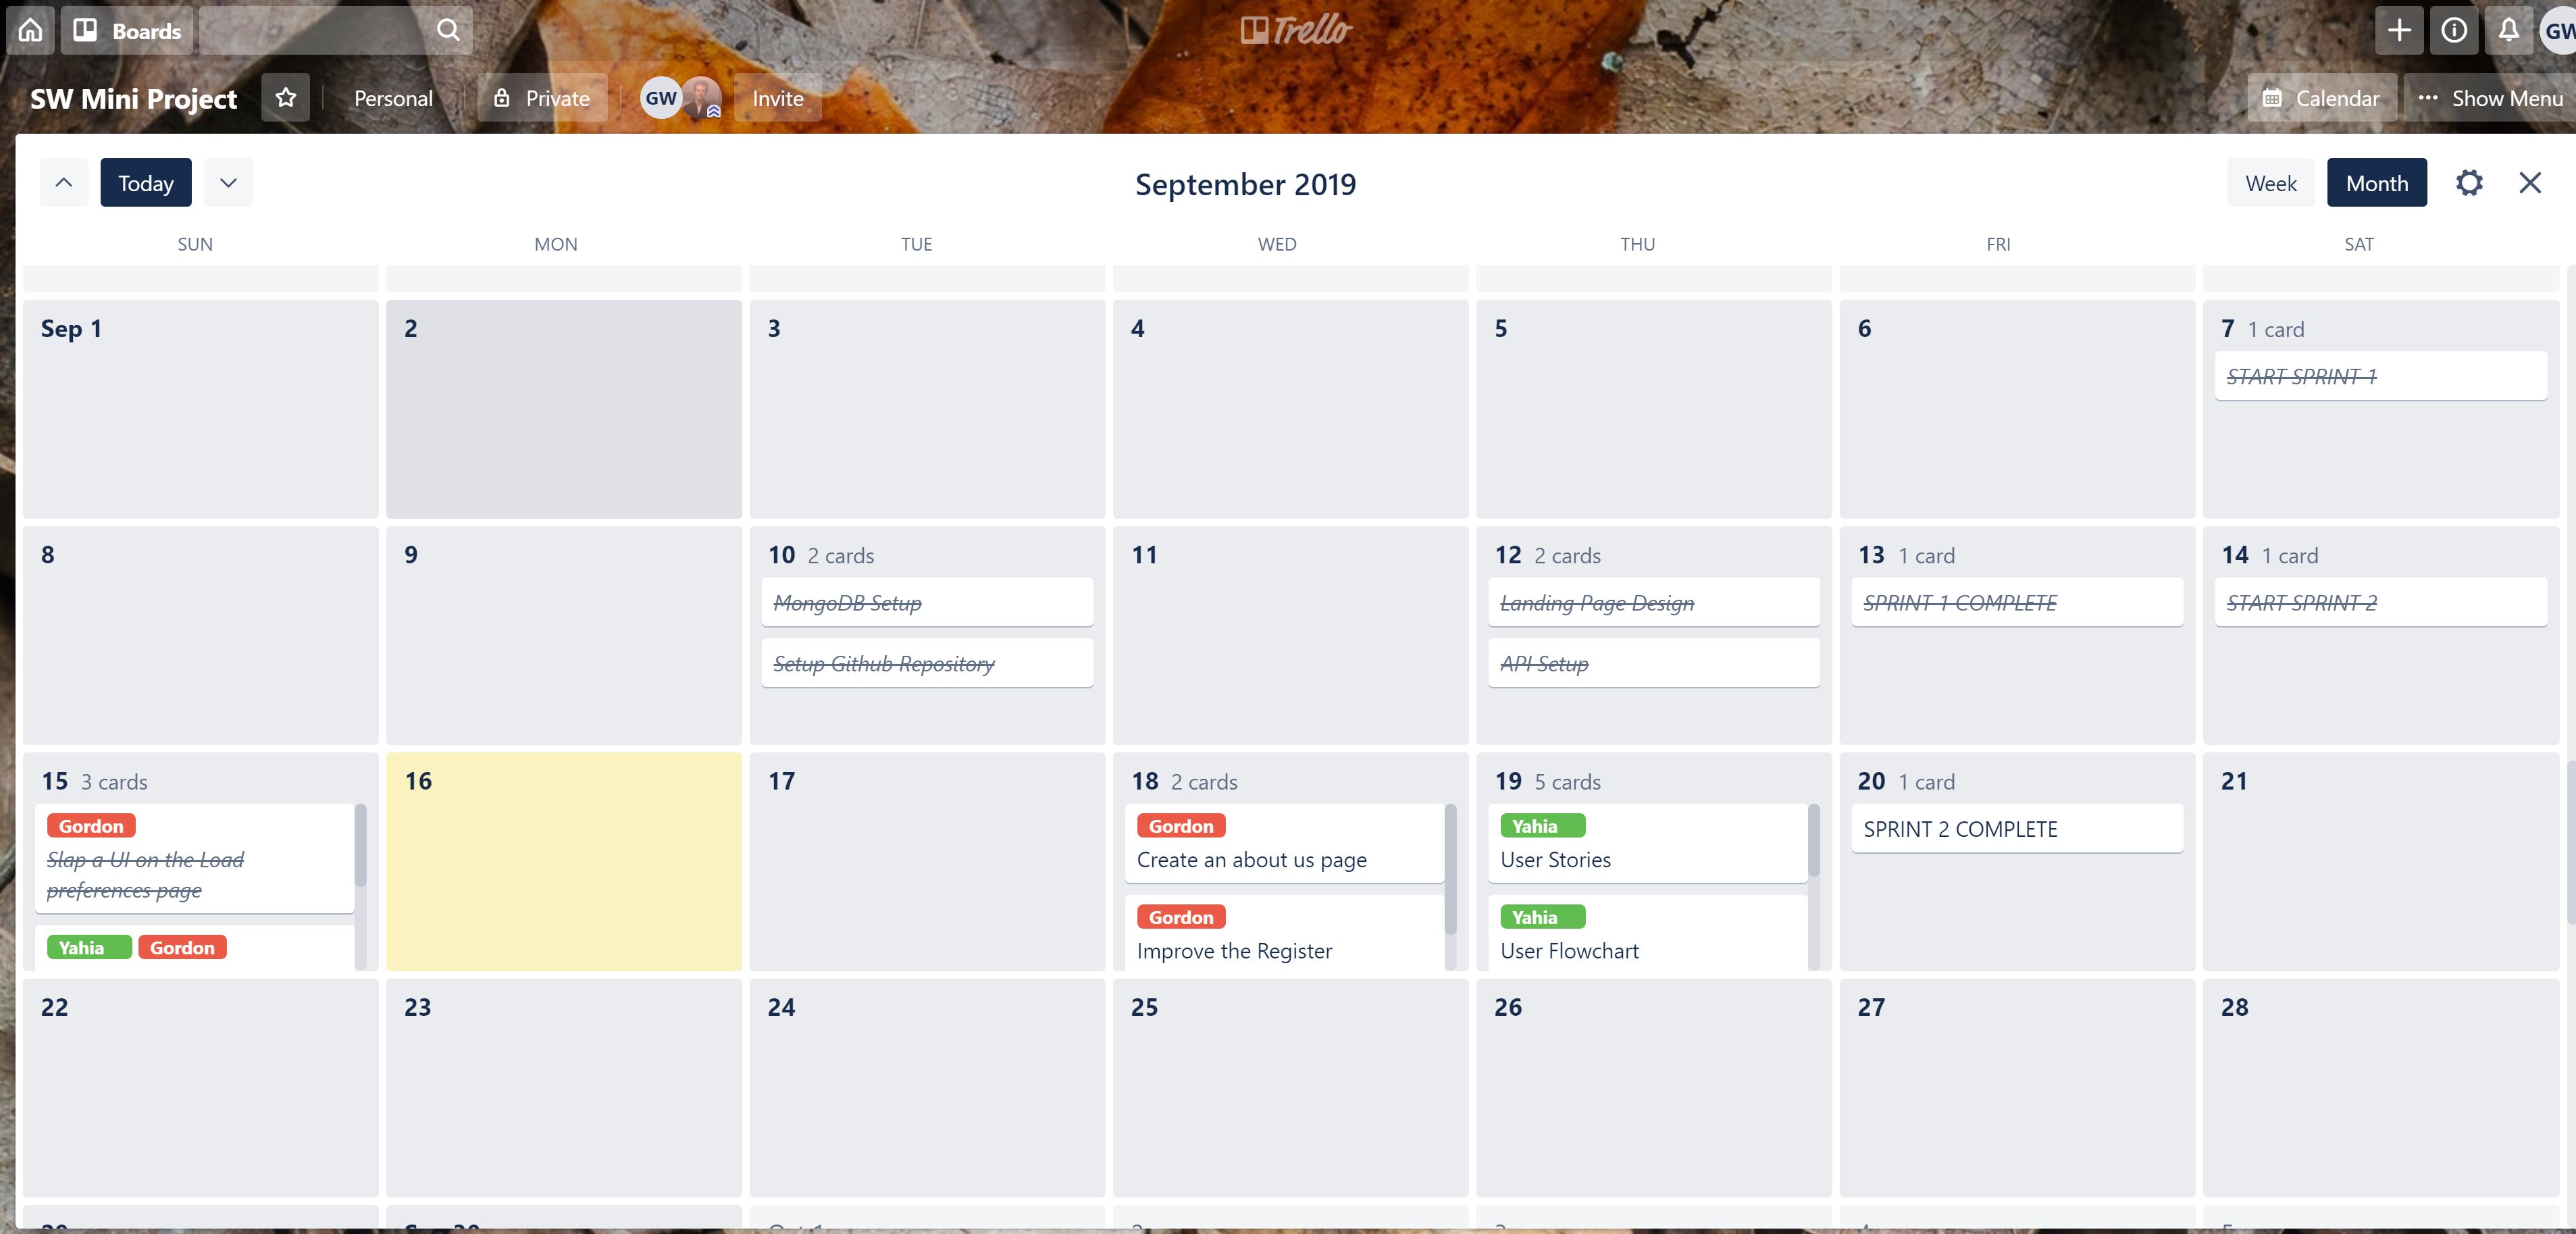 Boards
Trello
GW
SW Mini Project
Personal
Private
GW
Invite
Calendar
Show Menu
Today
September 2019
Week
Month
SUN MON TUE WED THU FRI SAT
Sep 1
2
3
4
5
6
7 1 card
START SPRINT 1
8
9
10 2 cards
MongoDB Setup
Setup Github Repository
11
12 2 cards
Landing Page Design
API Setup
13 1 card
SPRINT 1 COMPLETE
14 1 card
START SPRINT 2
15 3 cards
Gordon
Slap a UI on the Load
preferences page
Yahia Gordon
16
17
18 2 cards
Gordon
Create an about us page
Gordon
Improve the Register
19 5 cards
Yahia
User Stories
Yahia
User Flowchart
20 1 card
SPRINT 2 COMPLETE
21
22
23
24
25
26
27
28